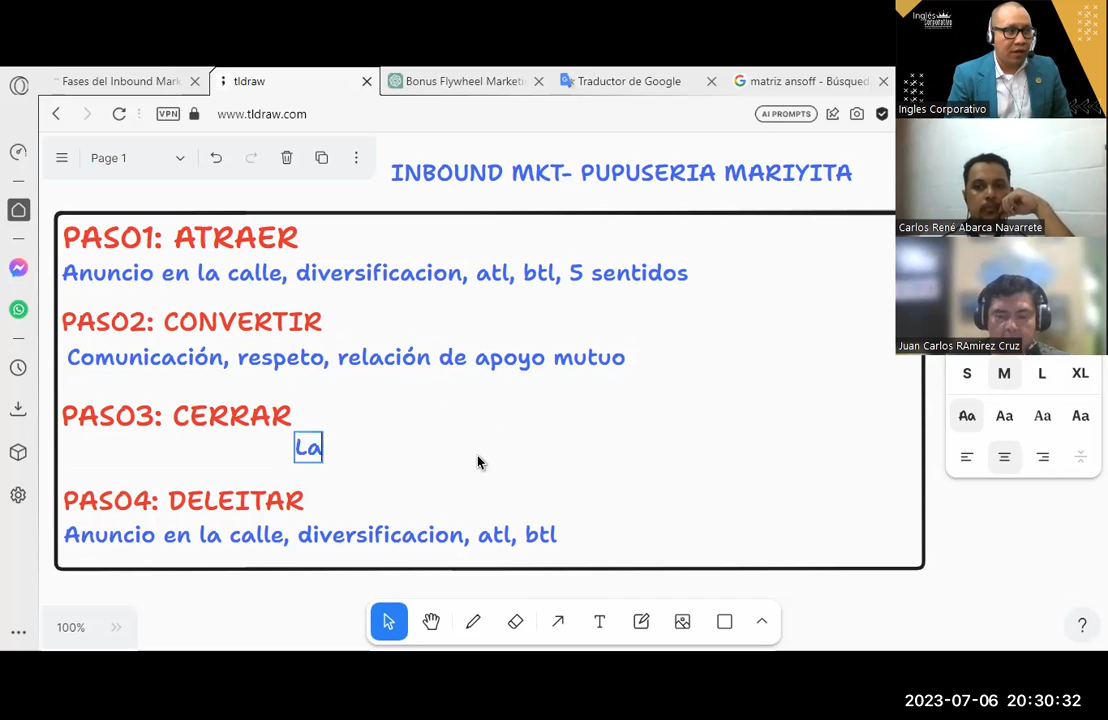 Fases del Inbound Mark
tldraw
Bonus Flywheel Marketi
Traductor de Google
matriz ansoff - Búsqued
VPN
www.tldraw.com
AI PROMPTS
Page 1
INBOUND MKT- PUPUSERIA MARIYITA
PASO1: ATRAER
Anuncio en la calle, diversificacion, atl, btl, 5 sentidos
PASO2: CONVERTIR
Comunicación, respeto, relación de apoyo mutuo
PASO3: CERRAR
La
PASO4: DELEITAR
Anuncio en la calle, diversificacion, atl, btl
100%
T
?
S M L XL
Aa Aa Aa Aa
Inglés
Corporativo
Ingles Corporativo
Carlos René Abarca Navarrete
Juan Carlos RAmirez Cruz
2023-07-06 20:30:32